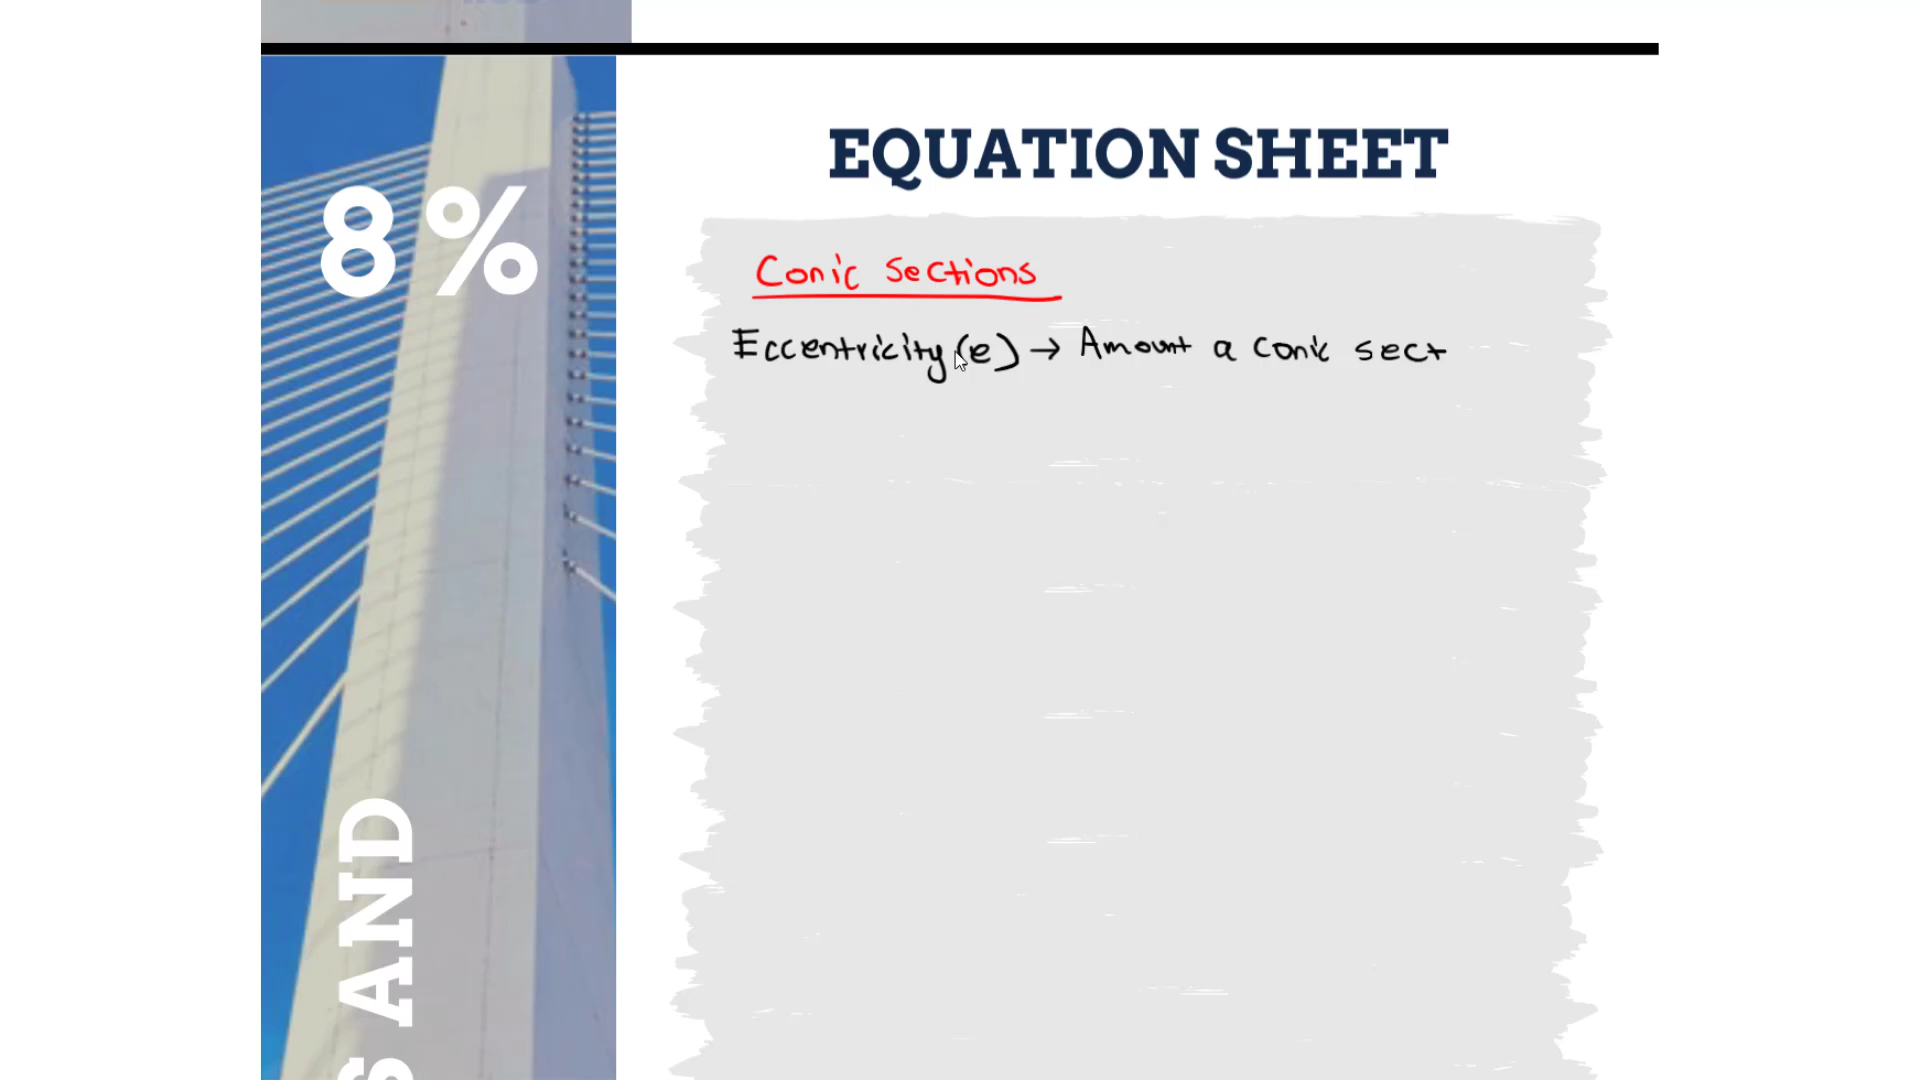 8%
S AND
EQUATION SHEET
Conic Sections
Eccentricity (e) → Amount a conic sect